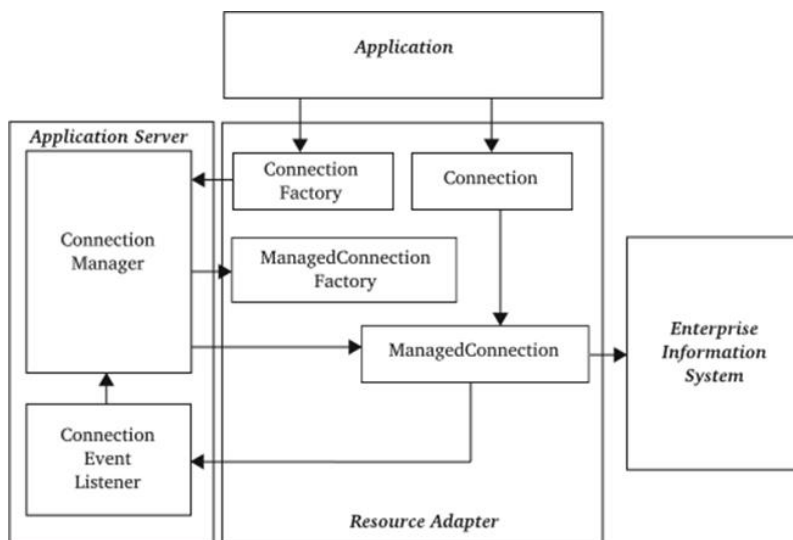 Application
Application Server
Connection
Factory
Connection
Connection
Manager
ManagedConnection
Factory
ManagedConnection
Enterprise
Information
System
Connection
Event
Listener
Resource Adapter